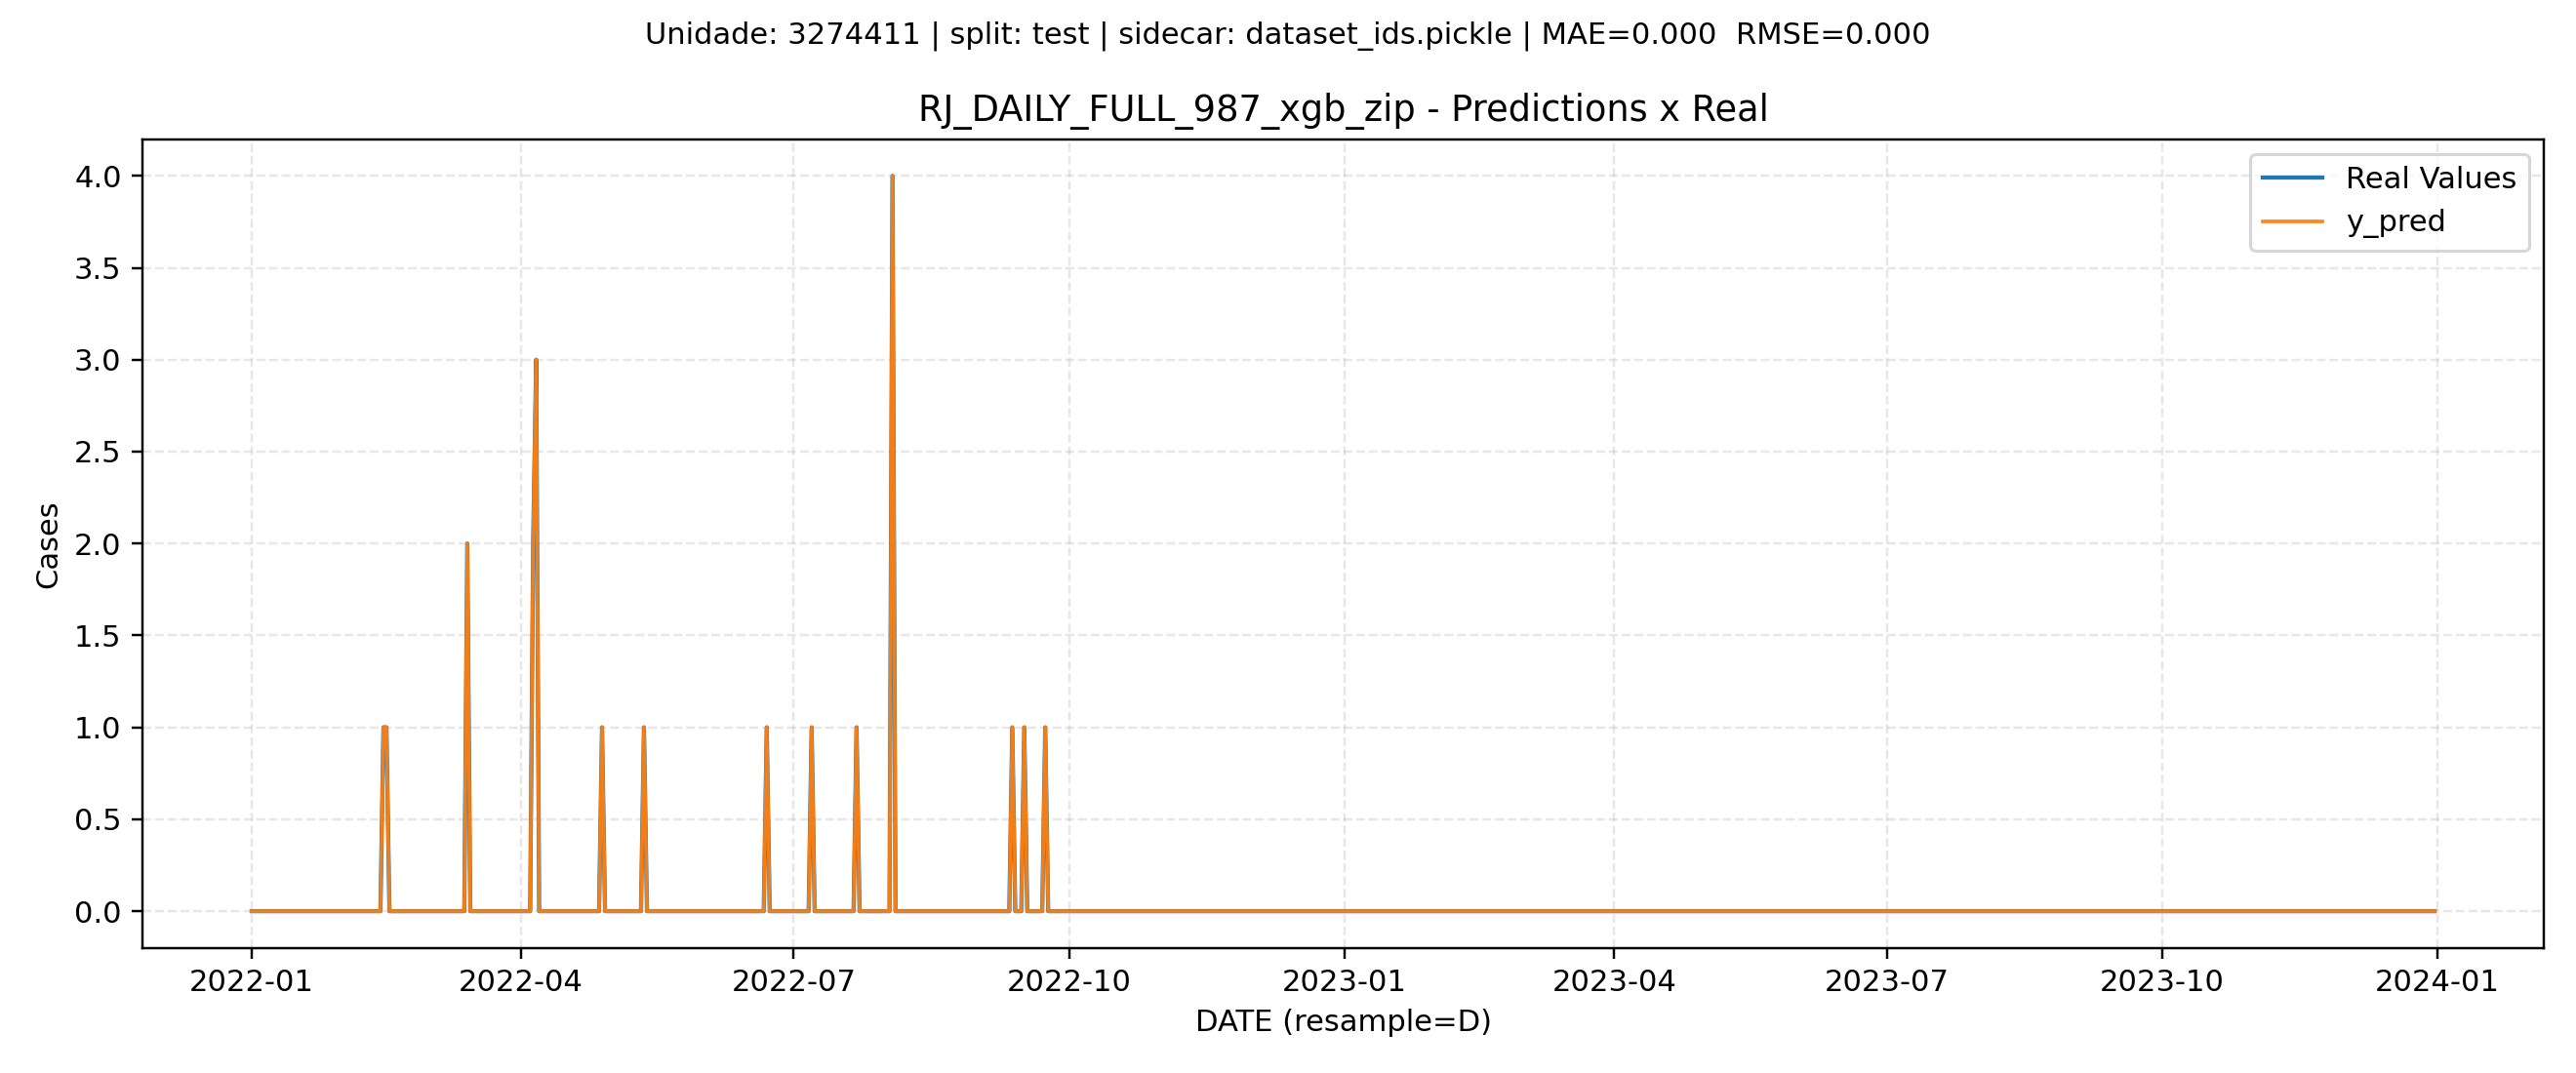 Unidade: 3274411 | split: test | sidecar: dataset_ids.pickle | MAE=0.000  RMSE=0.000
RJ_DAILY_FULL_987_xgb_zip - Predictions x Real
Real Values
y_pred
4.0
3.5
3.0
2.5
2.0
1.5
1.0
0.5
0.0
Cases
2022-01 2022-04 2022-07 2022-10 2023-01 2023-04 2023-07 2023-10 2024-01
DATE (resample=D)